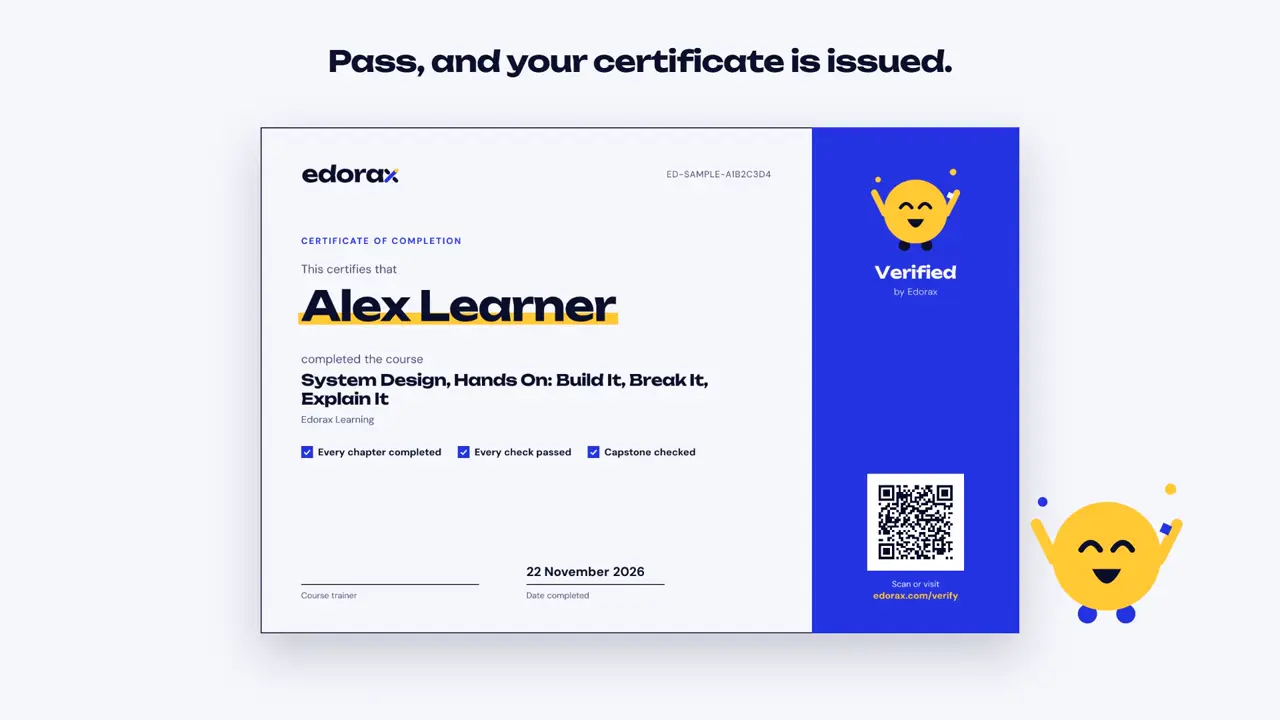 Pass, and your certificate is issued.
edorax
ED-SAMPLE-A1B2C3D4
CERTIFICATE OF COMPLETION
This certifies that
Alex Learner
completed the course
System Design, Hands On: Build It, Break It,
Explain It
Edorax Learning
Every chapter completed
Every check passed
Capstone checked
22 November 2026
Course trainer
Date completed
Verified
by Edorax
Scan or visit
edorax.com/verify